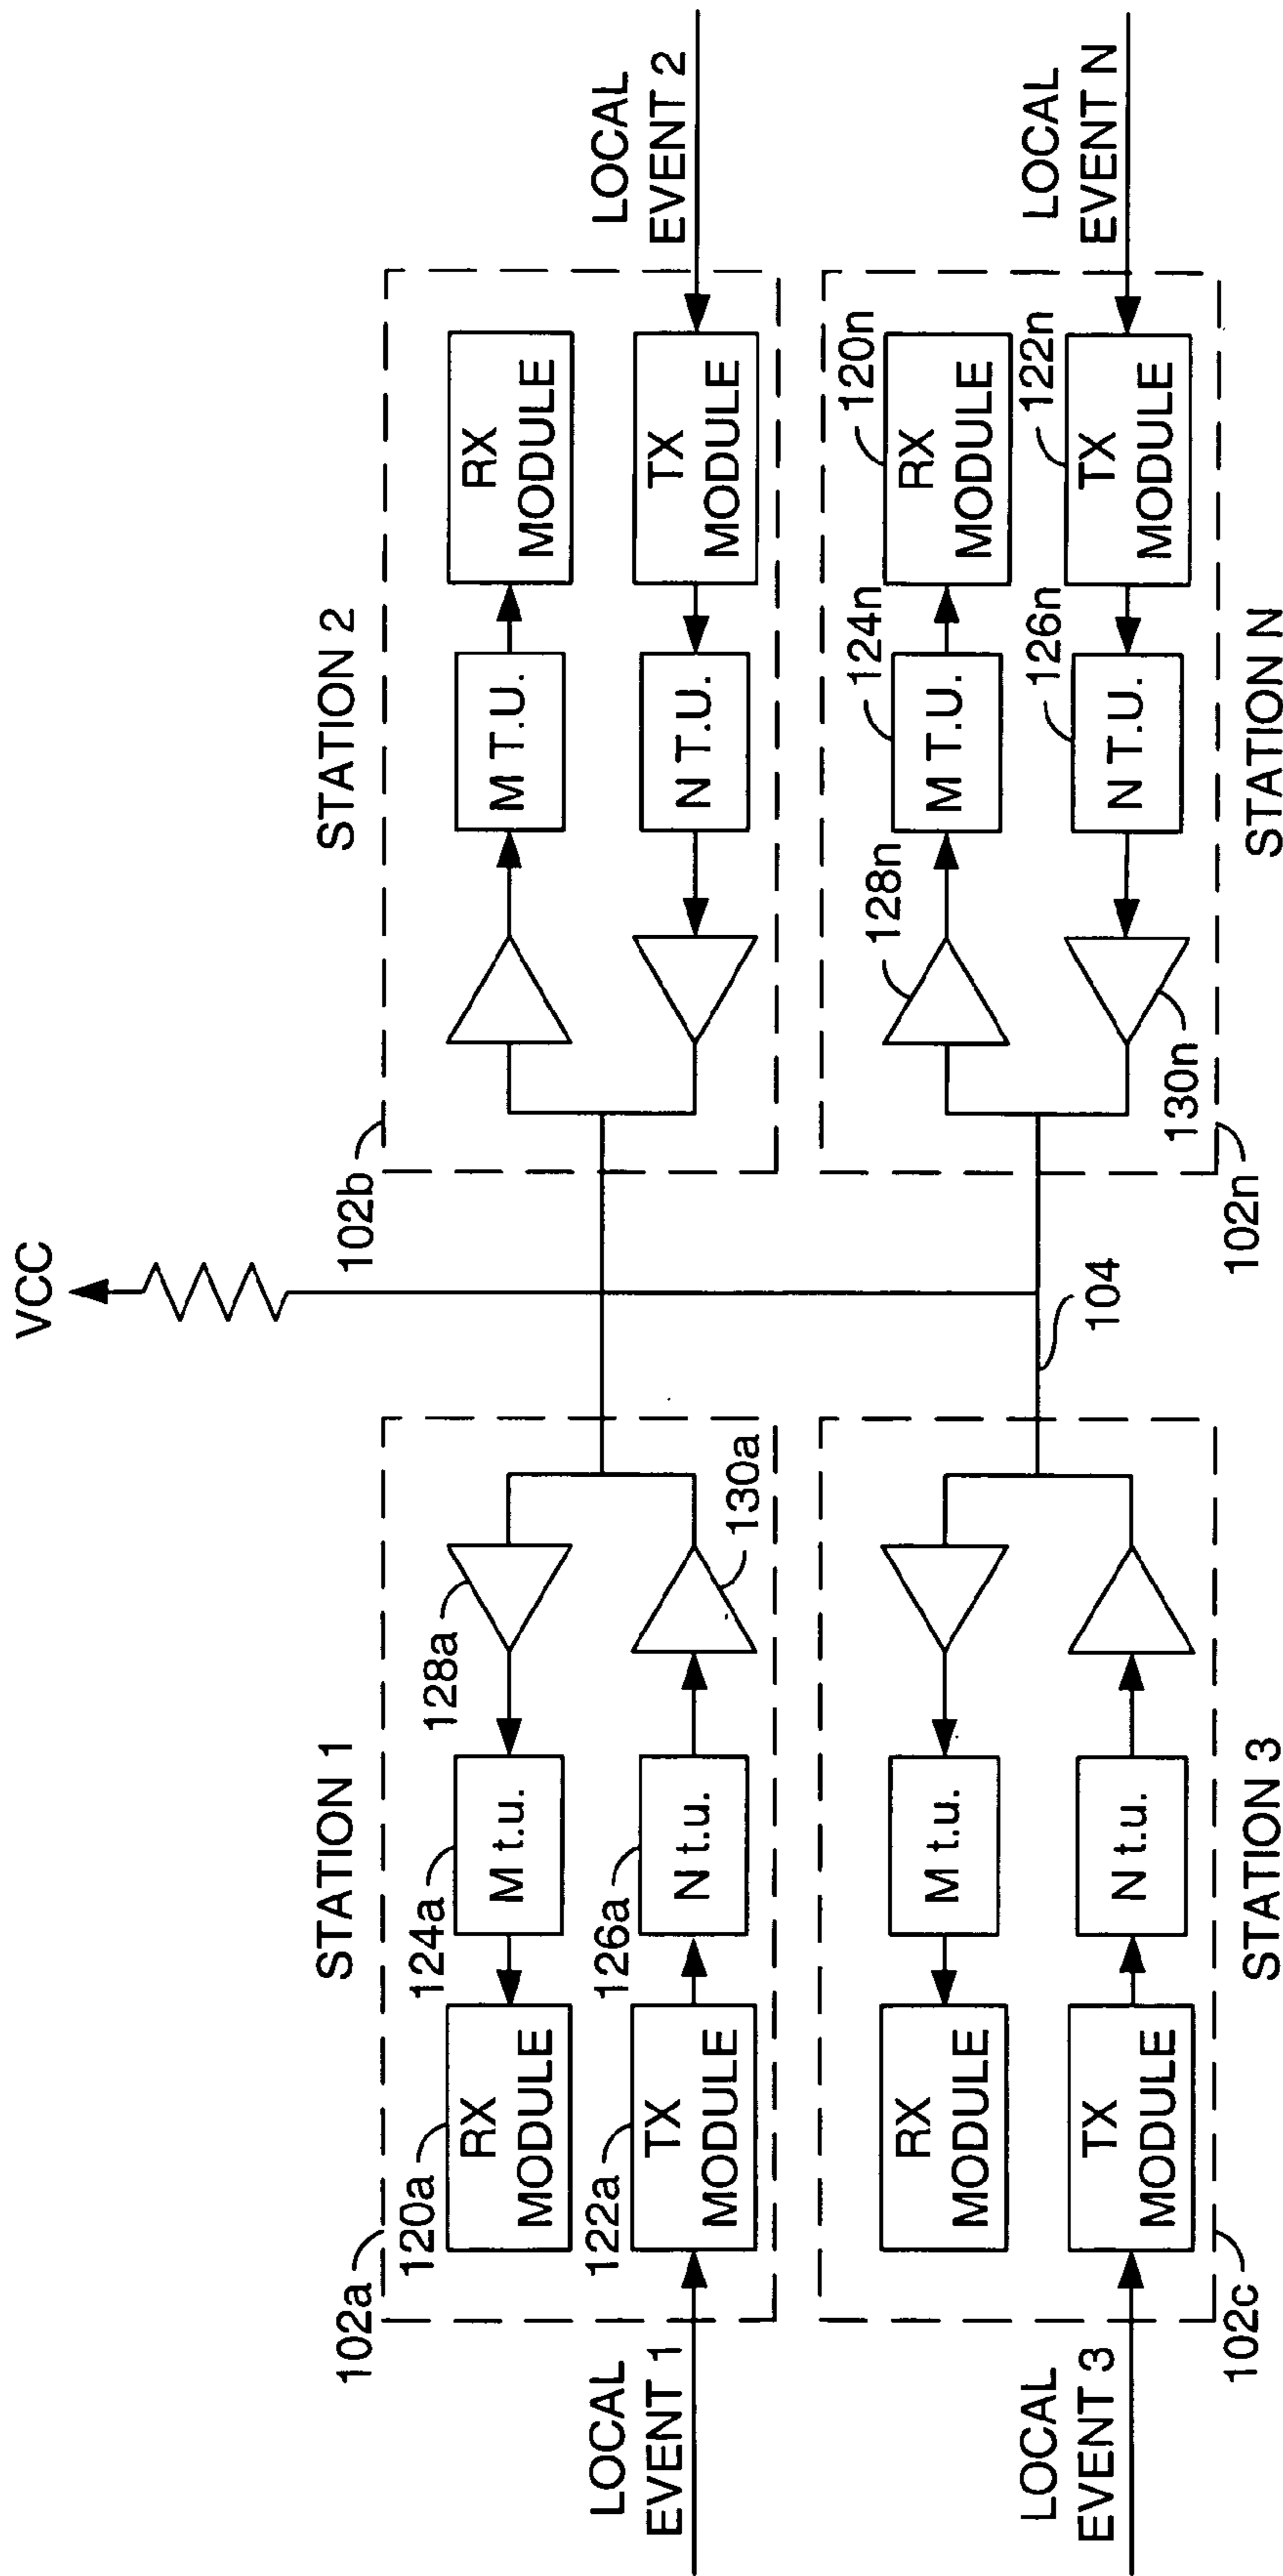 VCC
STATION 1
STATION 2
102a
120a
124a
128a
102b
RX
MODULE
M t.u.
M T.U.
RX
MODULE
LOCAL
EVENT 1
122a
126a
130a
TX
MODULE
N t.u.
N T.U.
TX
MODULE
LOCAL
EVENT 2
104
RX
MODULE
M t.u.
128n
124n
120n
M T.U.
RX
MODULE
LOCAL
EVENT 3
TX
MODULE
N t.u.
130n
126n
122n
N T.U.
TX
MODULE
LOCAL
EVENT N
102c
102n
STATION 3
STATION N